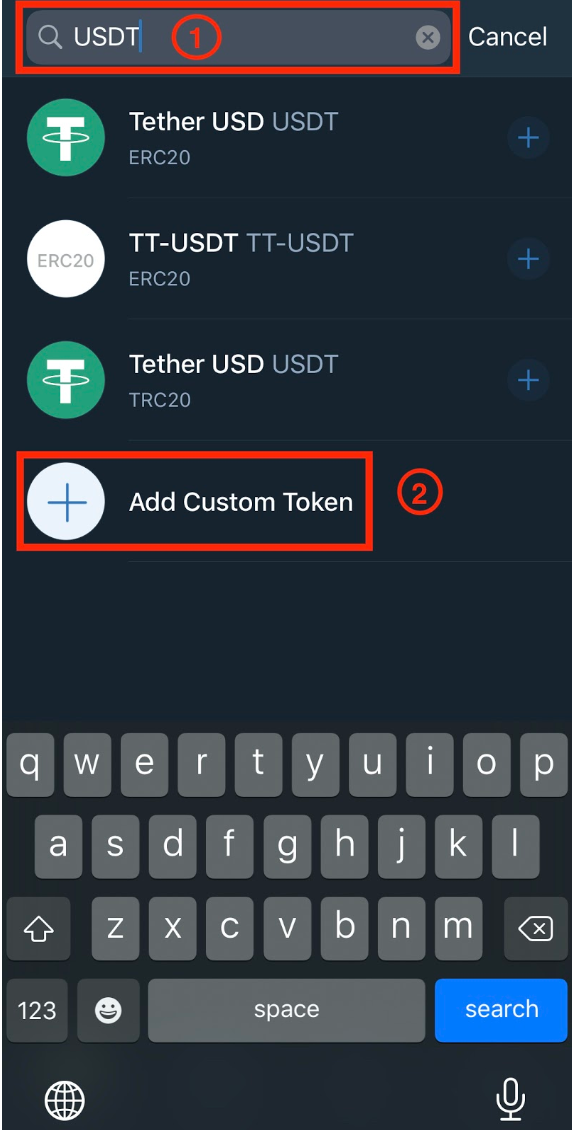 USDT
1
Cancel
Tether USD USDT
ERC20
ERC20
TT-USDT TT-USDT
ERC20
Tether USD USDT
TRC20
Add Custom Token
2
q w e r t y u i o p
a s d f g h j k l
z x c v b n m
123 space search